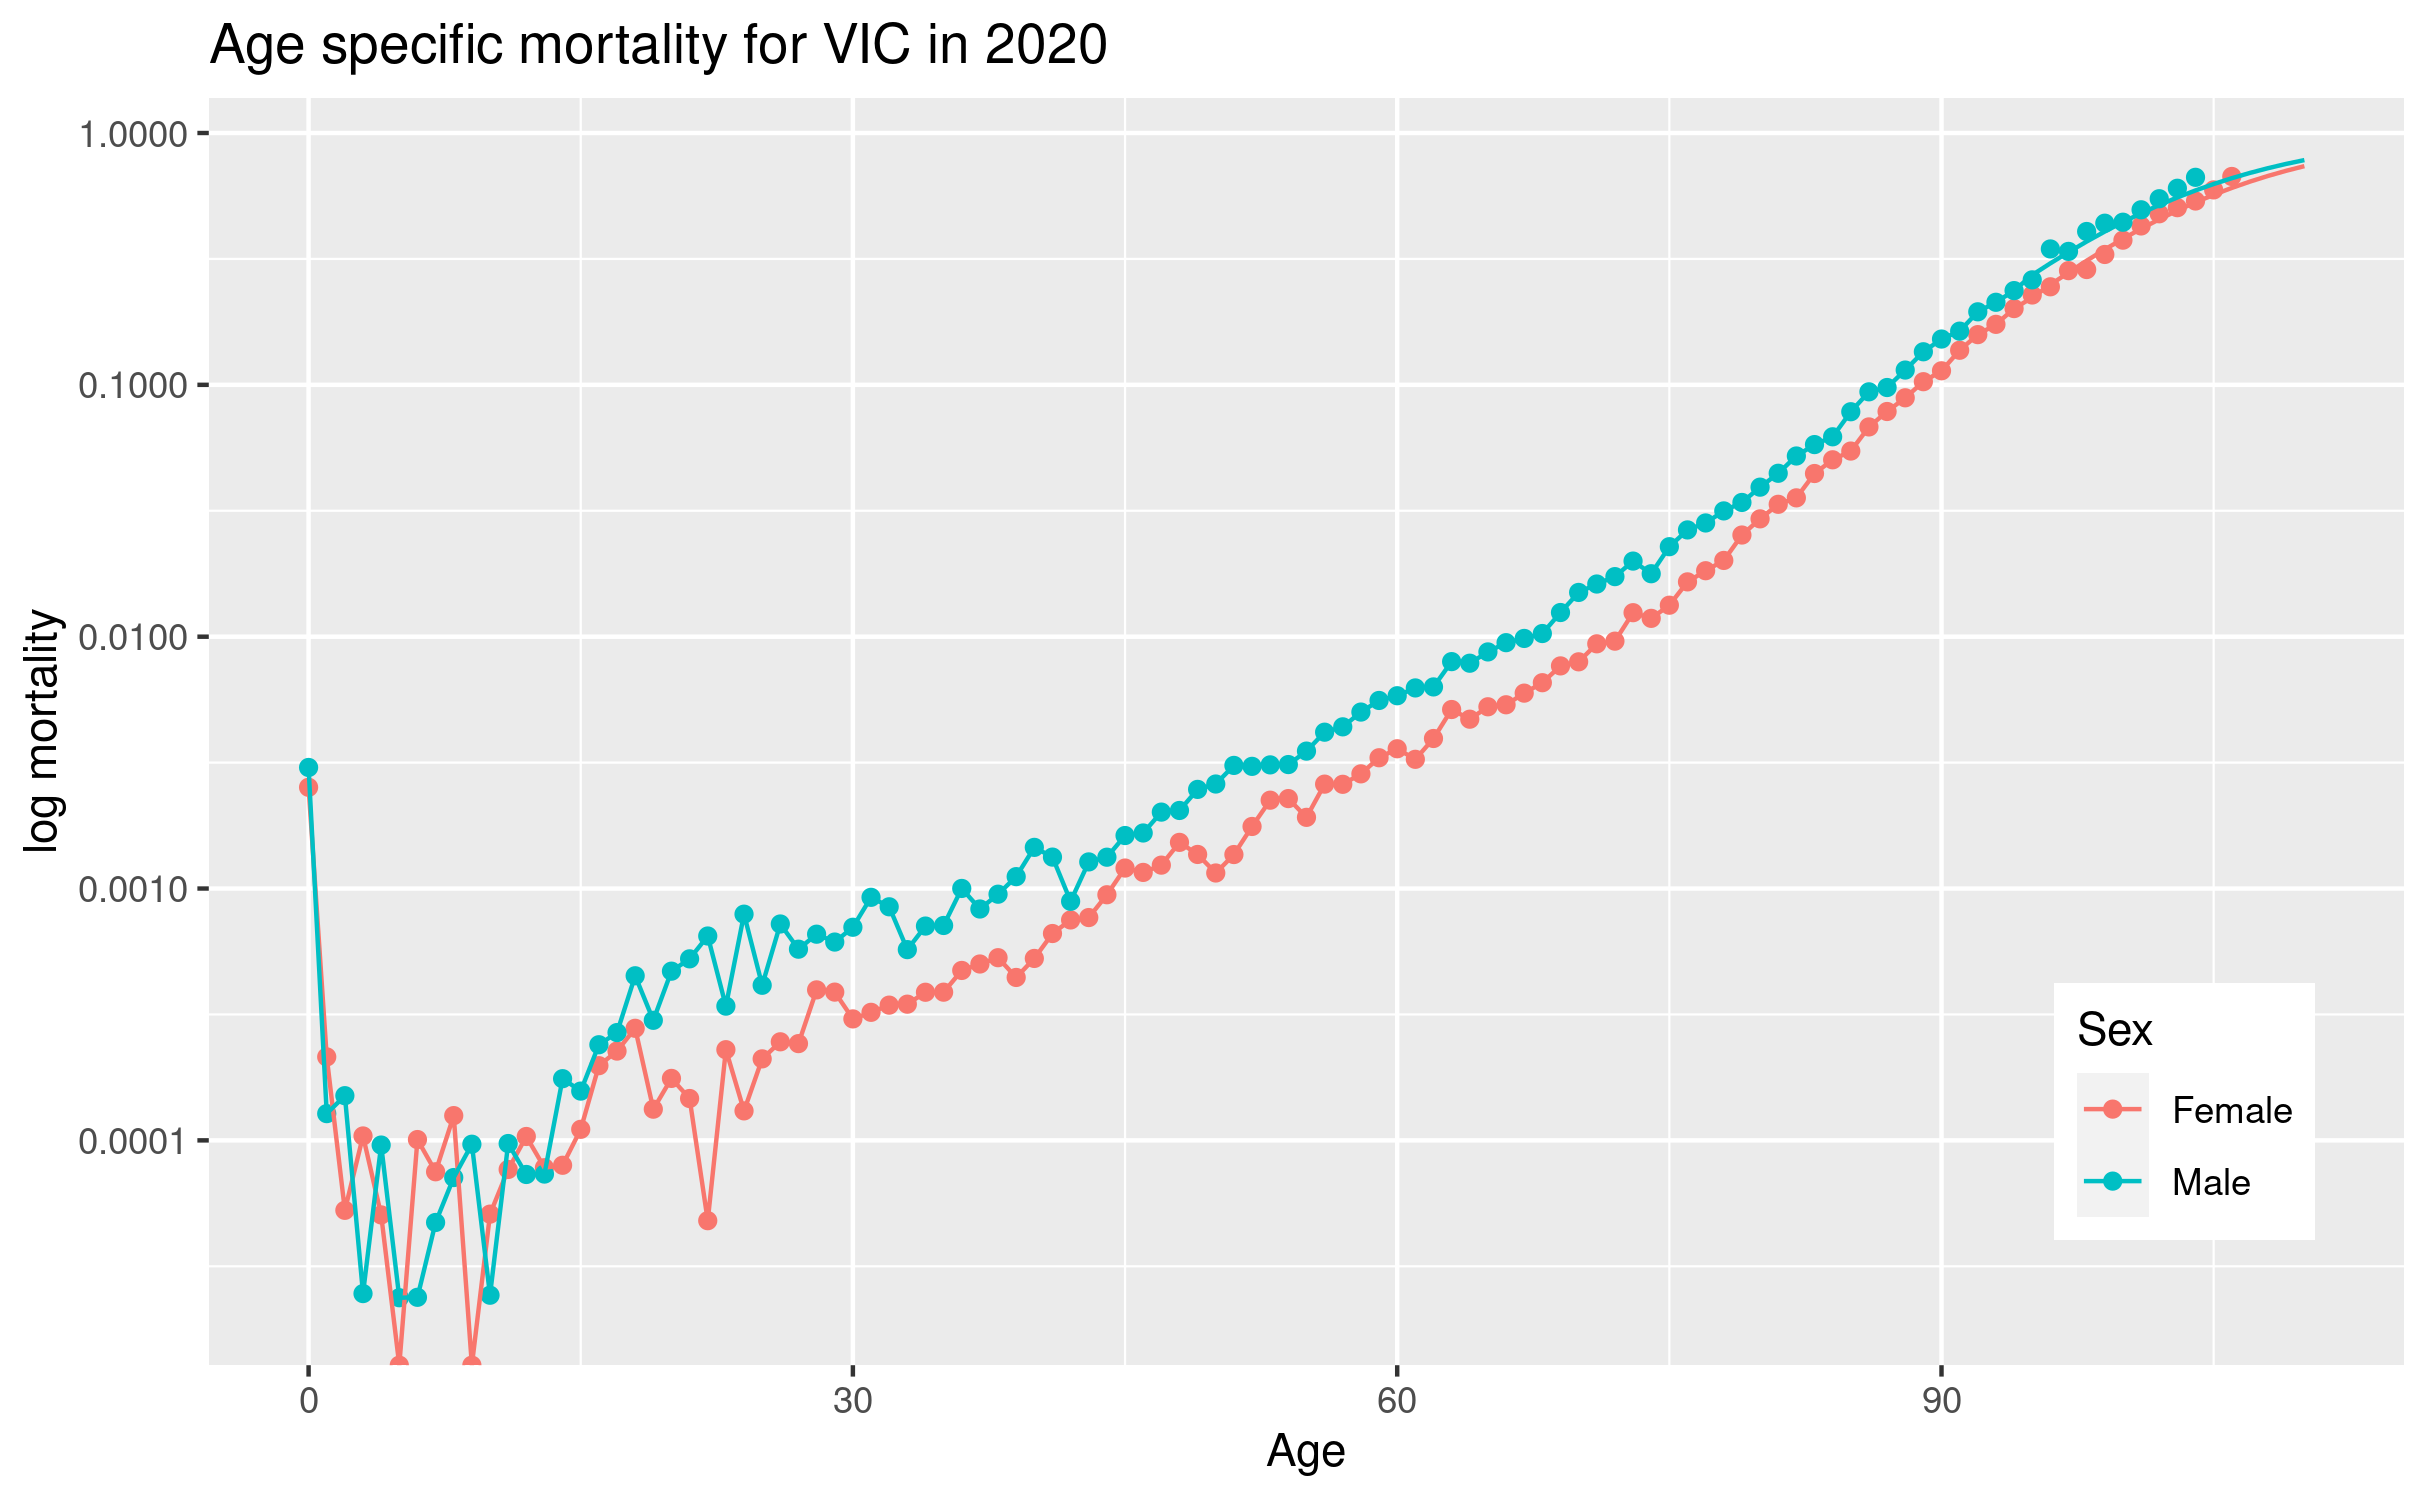 Age specific mortality for VIC in 2020
1.0000
0.1000
0.0100
0.0010
0.0001
log mortality
0
30
60
90
Age
Sex
Female
Male